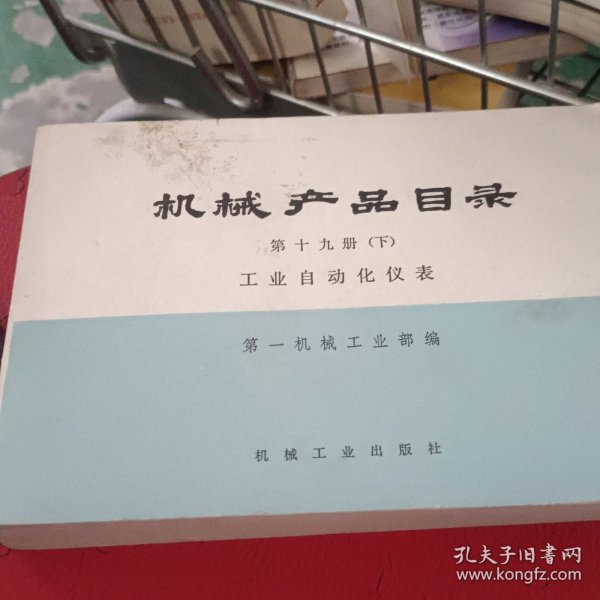 机械产品目录
第十九册（下）
工业自动化仪表
第一机械工业部编
机械工业出版社
孔夫子旧书网
www.kongfz.com